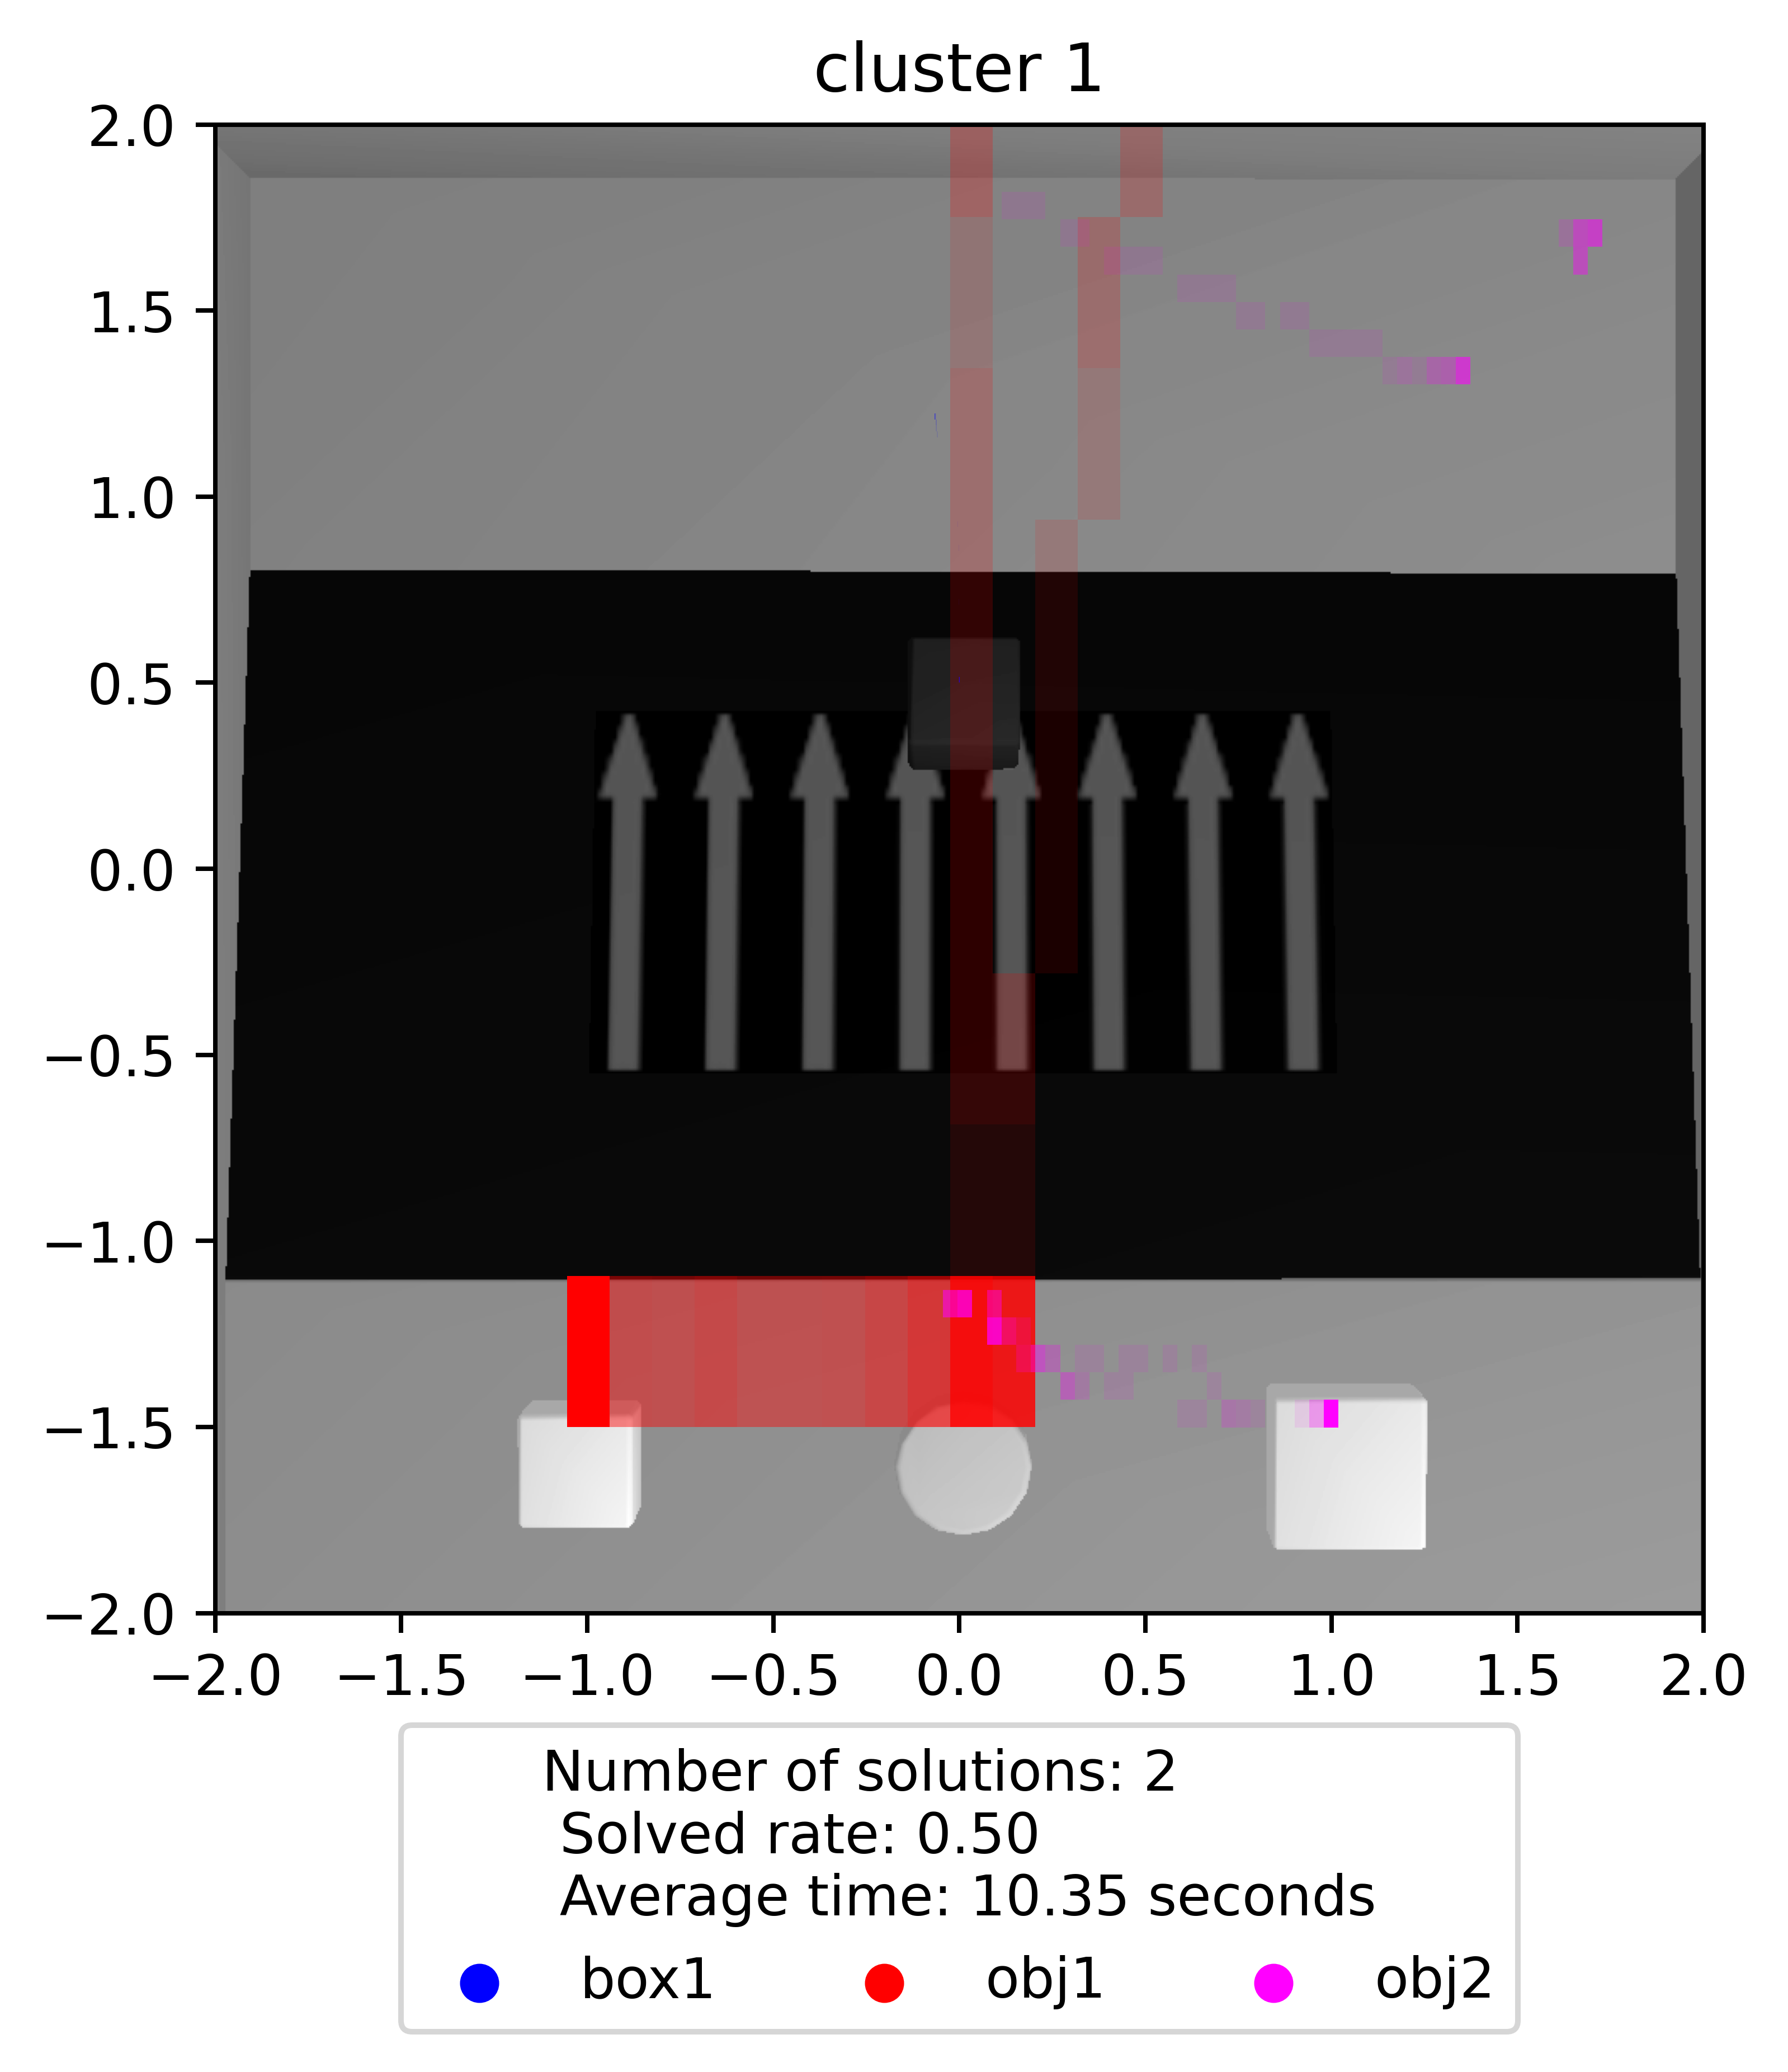 cluster 1
2.0
1.5
1.0
0.5
0.0
−0.5
−1.0
−1.5
−2.0
−2.0 −1.5 −1.0 −0.5 0.0 0.5 1.0 1.5 2.0
Number of solutions: 2
Solved rate: 0.50
Average time: 10.35 seconds
box1 obj1 obj2